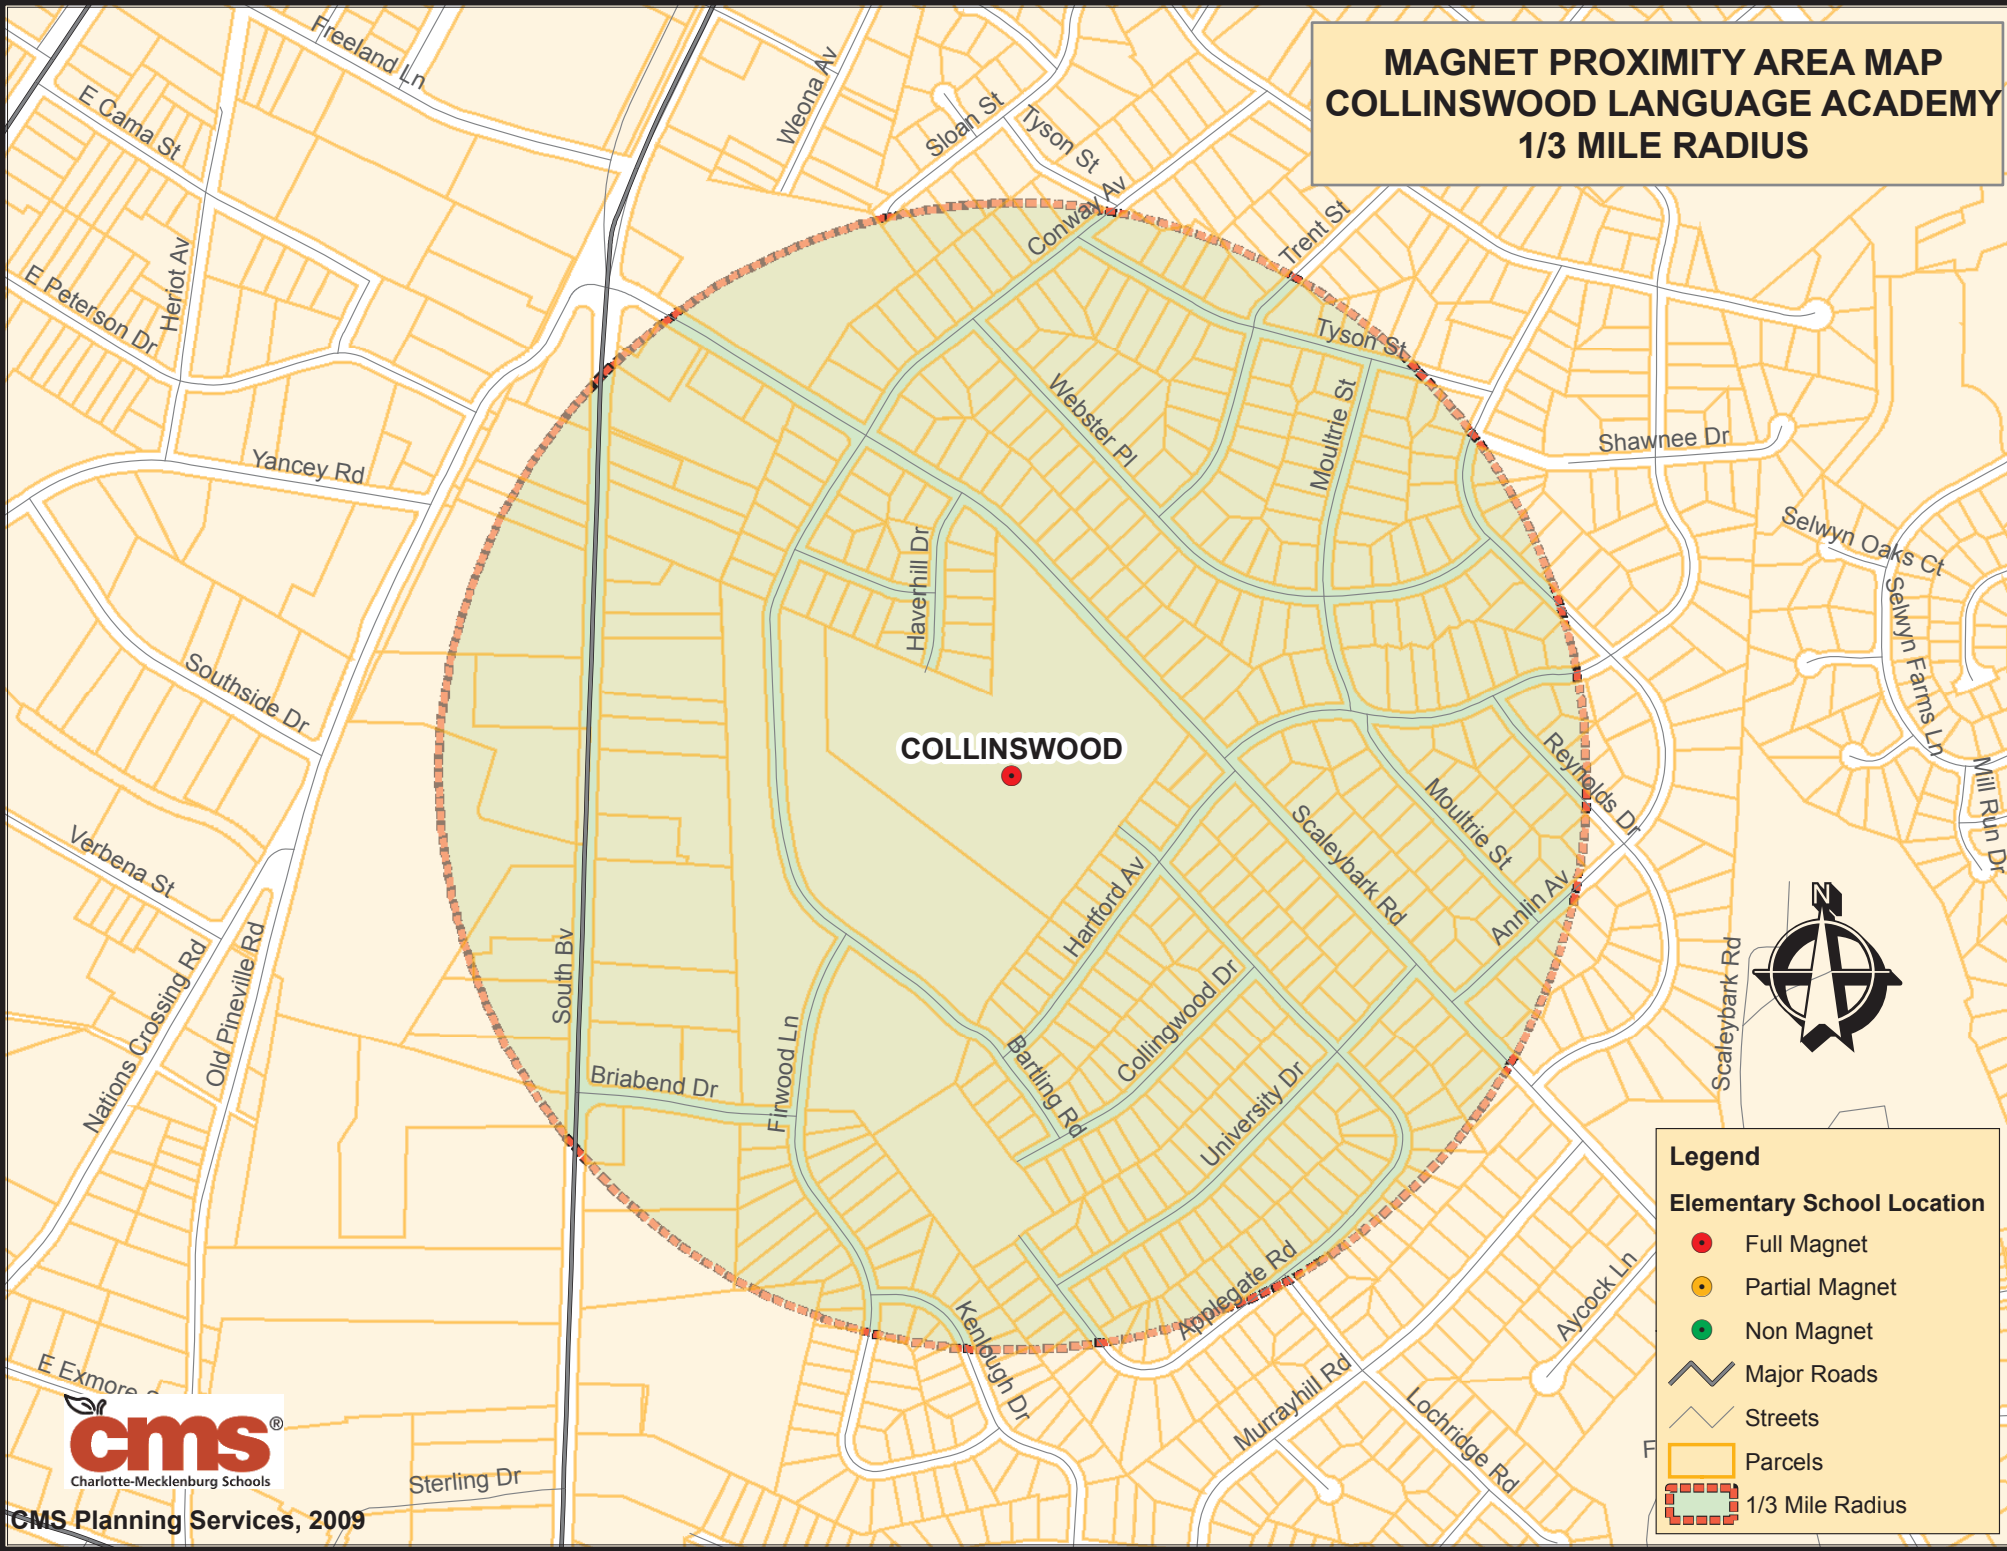 MAGNET PROXIMITY AREA MAP
COLLINSWOOD LANGUAGE ACADEMY
1/3 MILE RADIUS
Freeland Ln
E Cama St
Weona Av
Sloan St
Tyson St
Conway Av
Trent St
Heriot Av
E Peterson Dr
Tyson St
Webster Pl
Moultrie St
Shawnee Dr
Yancey Rd
Selwyn Oaks Ct
Haverhill Dr
Selwyn Farms Ln
Southside Dr
COLLINSWOOD
Reynolds Dr
Mill Run Dr
Moultrie St
Scaleybark Rd
Verbena St
Hartford Av
Annlin Av
N
South Bv
Nations Crossing Rd
Old Pineville Rd
Collingwood Dr
Scaleybark Rd
Firwood Ln
Bartling Rd
Briabend Dr
University Dr
Applegate Rd
Kenlough Dr
Aycock Ln
Murrayhill Rd
Lochridge Rd
E Exmore S
Sterling Dr
F
Legend
Elementary School Location
Full Magnet
Partial Magnet
Non Magnet
Major Roads
Streets
Parcels
1/3 Mile Radius
cms®
Charlotte-Mecklenburg Schools
CMS Planning Services, 2009